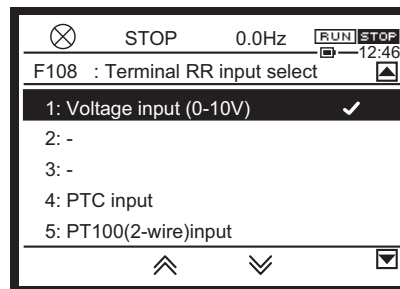 STOP 0.0Hz RUN STOP
12:46
F108 : Terminal RR input select
1: Voltage input (0-10V)
2: -
3: -
4: PTC input
5: PT100(2-wire)input